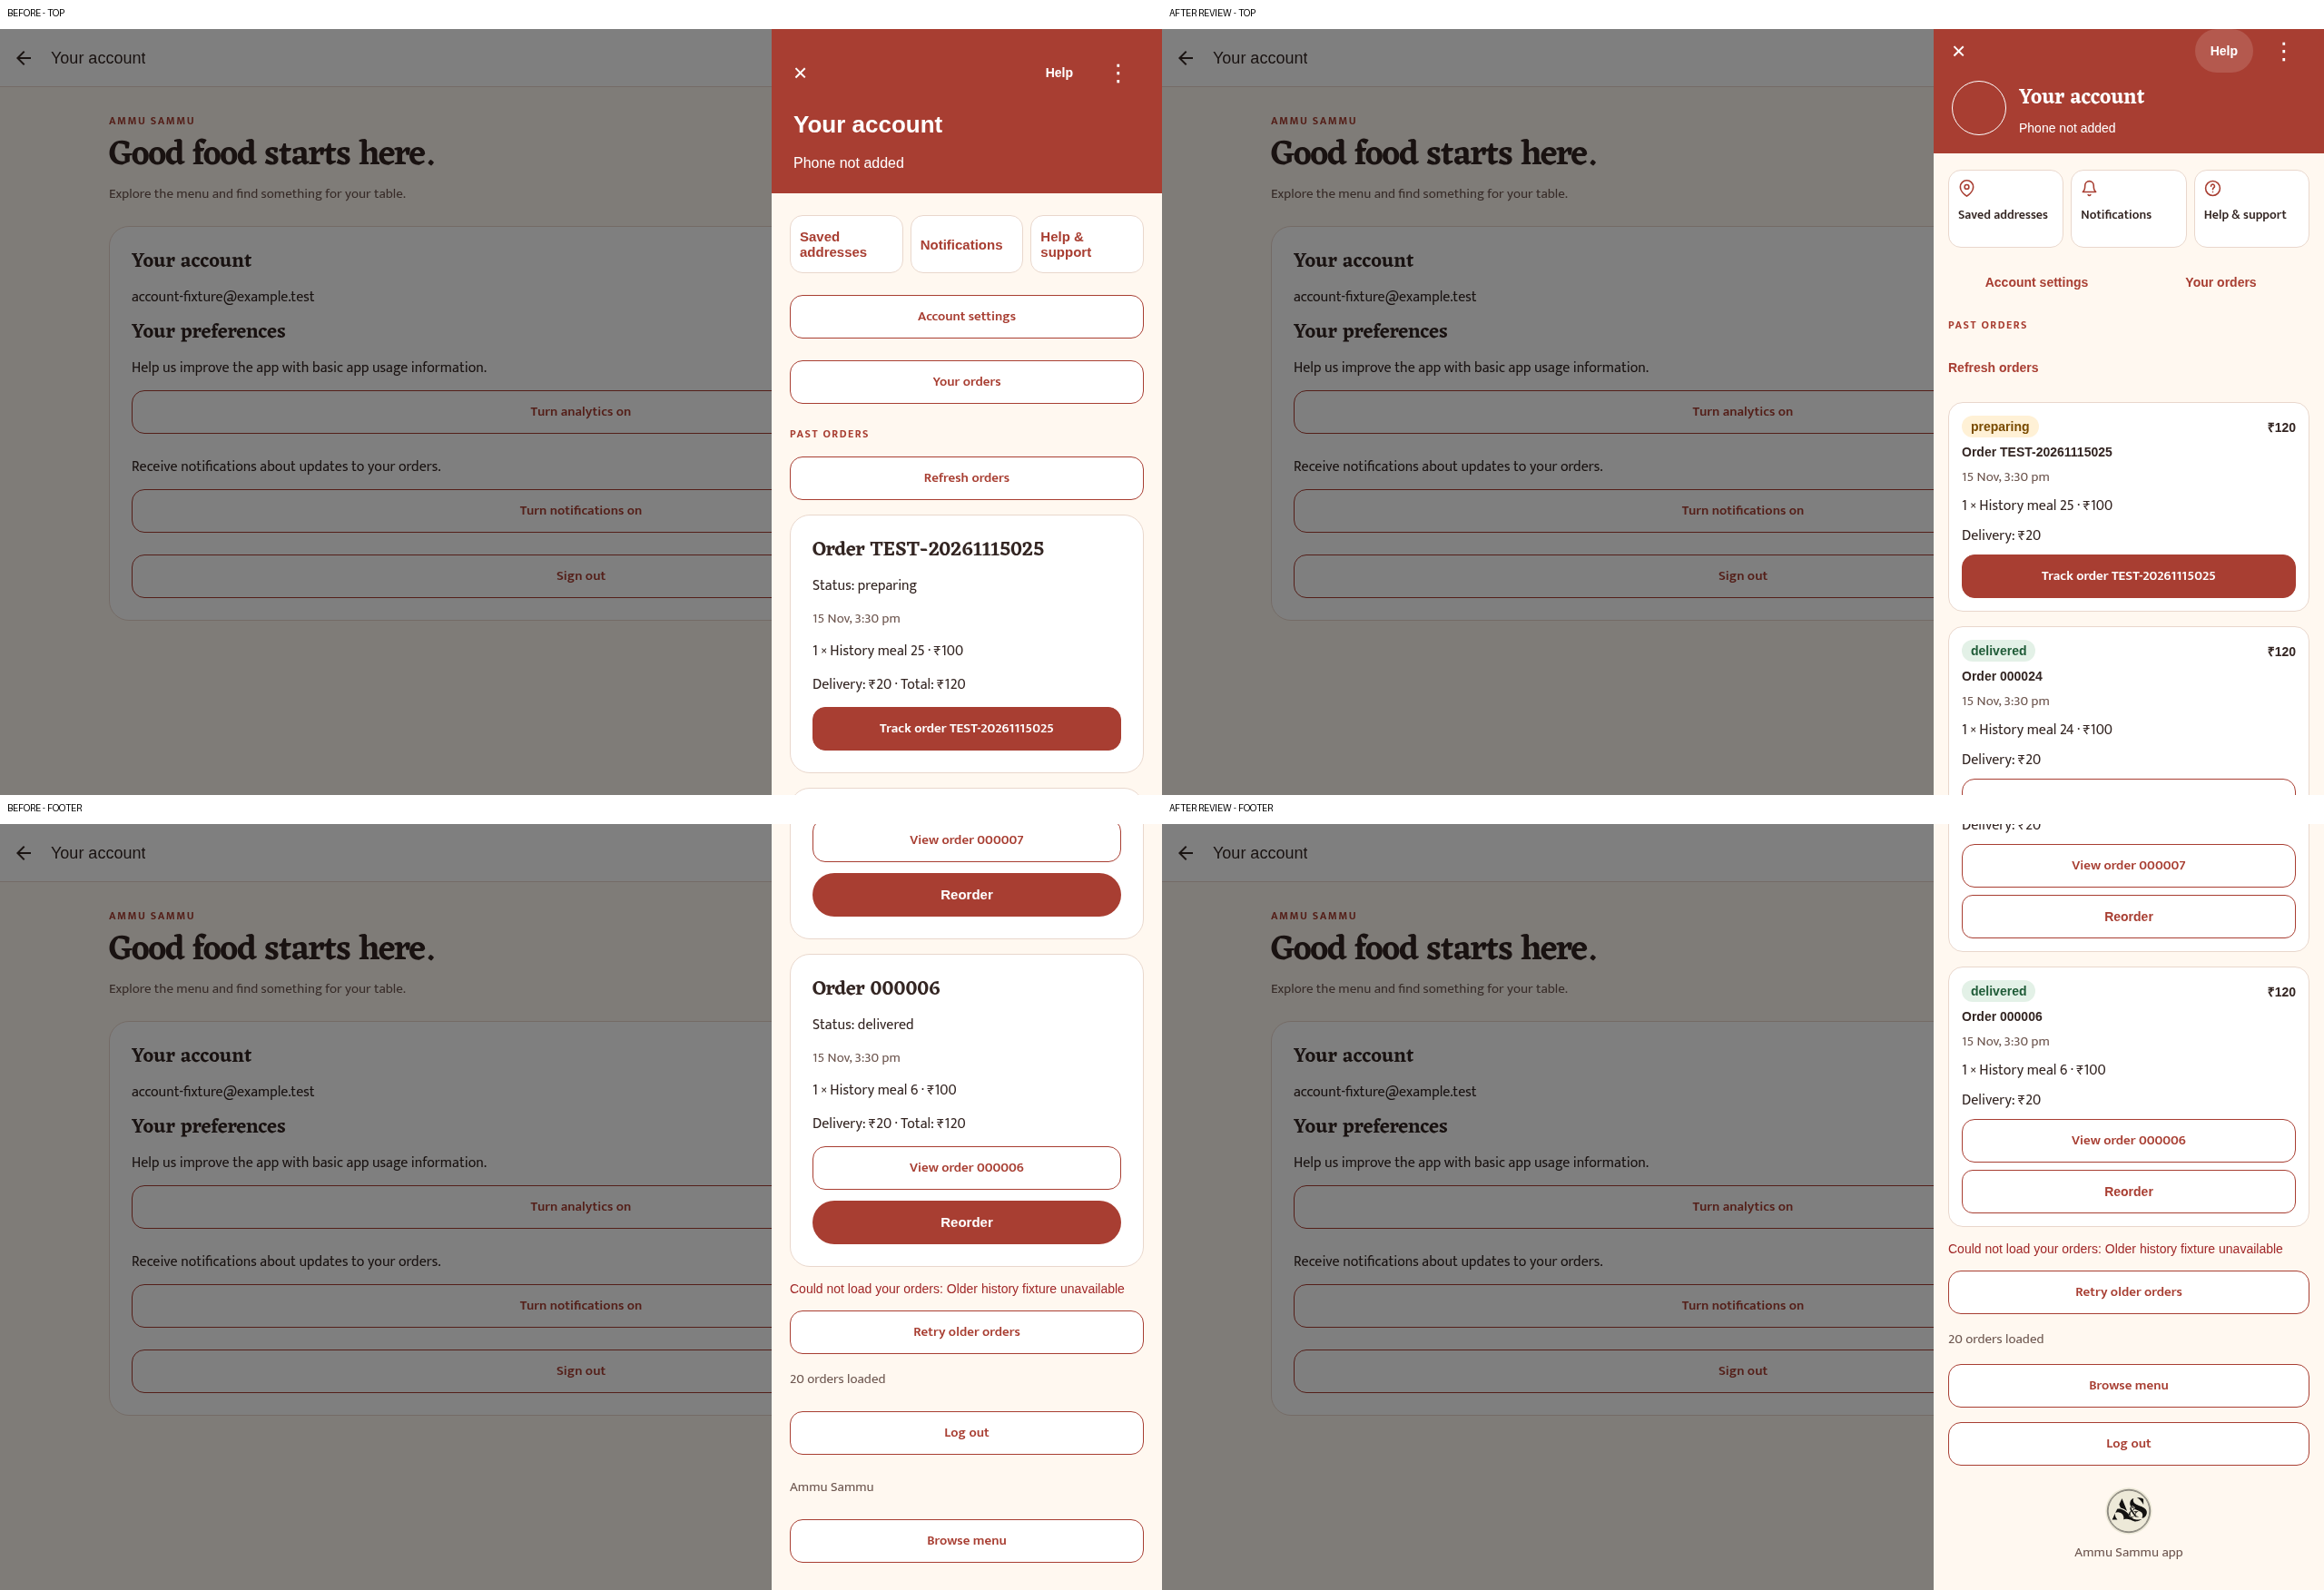 BEFORE - TOP
Your account
AMMU SAMMU
Good food starts here.
Explore the menu and find something for your table.
Your account
account-fixture@example.test
Your preferences
Help us improve the app with basic app usage information.
Turn analytics on
Receive notifications about updates to your orders.
Turn notifications on
Sign out
Help
Your account
Phone not added
Saved addresses
Notifications
Help & support
Account settings
Your orders
PAST ORDERS
Refresh orders
Order TEST-20261115025
Status: preparing
15 Nov, 3:30 pm
1 × History meal 25 · ₹100
Delivery: ₹20 · Total: ₹120
Track order TEST-20261115025
AFTER REVIEW - TOP
Your account
AMMU SAMMU
Good food starts here.
Explore the menu and find something for your table.
Your account
account-fixture@example.test
Your preferences
Help us improve the app with basic app usage information.
Turn analytics on
Receive notifications about updates to your orders.
Turn notifications on
Sign out
Help
Your account
Phone not added
Saved addresses
Notifications
Help & support
Account settings
Your orders
PAST ORDERS
Refresh orders
preparing
₹120
Order TEST-20261115025
15 Nov, 3:30 pm
1 × History meal 25 · ₹100
Delivery: ₹20
Track order TEST-20261115025
delivered
₹120
Order 000024
15 Nov, 3:30 pm
1 × History meal 24 · ₹100
Delivery: ₹20
BEFORE - FOOTER
Your account
AMMU SAMMU
Good food starts here.
Explore the menu and find something for your table.
Your account
account-fixture@example.test
Your preferences
Help us improve the app with basic app usage information.
Turn analytics on
Receive notifications about updates to your orders.
Turn notifications on
Sign out
View order 000007
Reorder
Order 000006
Status: delivered
15 Nov, 3:30 pm
1 × History meal 6 · ₹100
Delivery: ₹20 · Total: ₹120
View order 000006
Reorder
Could not load your orders: Older history fixture unavailable
Retry older orders
20 orders loaded
Log out
Ammu Sammu
Browse menu
AFTER REVIEW - FOOTER
Your account
AMMU SAMMU
Good food starts here.
Explore the menu and find something for your table.
Your account
account-fixture@example.test
Your preferences
Help us improve the app with basic app usage information.
Turn analytics on
Receive notifications about updates to your orders.
Turn notifications on
Sign out
Delivery: ₹20
View order 000007
Reorder
delivered
₹120
Order 000006
15 Nov, 3:30 pm
1 × History meal 6 · ₹100
Delivery: ₹20
View order 000006
Reorder
Could not load your orders: Older history fixture unavailable
Retry older orders
20 orders loaded
Browse menu
Log out
A&S
Ammu Sammu app